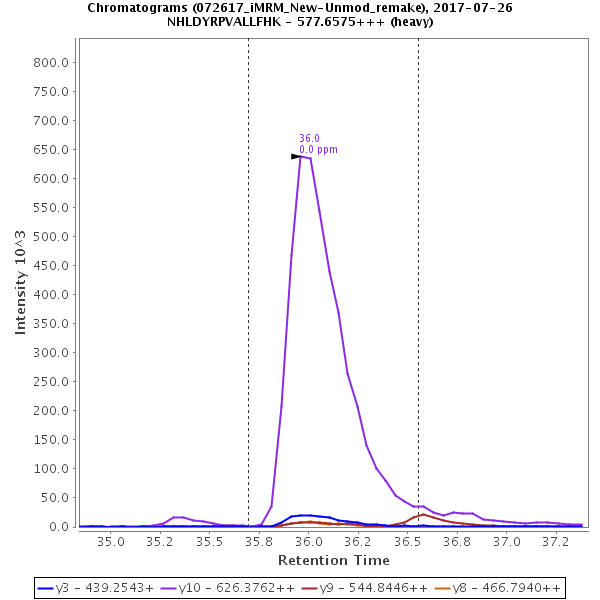 Chromatograms (072617_iMRM_New-Unmod_remake), 2017-07-26
NHLDYRPVALLFHK - 577.6575+++ (heavy)
800.0
750.0
700.0
650.0
600.0
550.0
500.0
450.0
400.0
350.0
300.0
250.0
200.0
150.0
100.0
50.0
0.0
Intensity 10^3
36.0
0.0 ppm
35.0 35.2 35.5 35.8 36.0 36.2 36.5 36.8 37.0 37.2
Retention Time
y3 - 439.2543+ y10 - 626.3762++ y9 - 544.8446++ y8 - 466.7940++